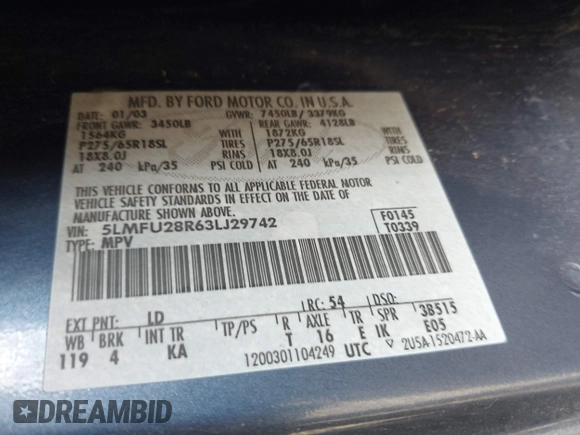 MFD. BY FORD MOTOR CO. IN U.S.A.
DATE: 01/03 GVWR: 7450LB/ 3379KG
FRONT GAWR: 3450LB REAR GAWR: 4128LB
1564KG WITH 1872KG WITH
P275/65R18SL TIRES P275/65R18SL TIRES
18X8.0J RIMS 18X8.0J RIMS
AT 240 kPa/35 PSI COLD AT 240 kPa/35 PSI COLD
THIS VEHICLE CONFORMS TO ALL APPLICABLE FEDERAL MOTOR
VEHICLE SAFETY STANDARDS IN EFFECT ON THE DATE OF
MANUFACTURE SHOWN ABOVE.
VIN: 5LMFU28R63LJ29742 F0145
TYPE: MPV T0339
EXT PNT: LD RC: 54 DSO: 38515
WB BRK INT TR TP/PS R AXLE TR SPR E05
119 4 KA T 16 E IK
1200301104249 UTC 2U5A-1520472-AA
DREAMBID